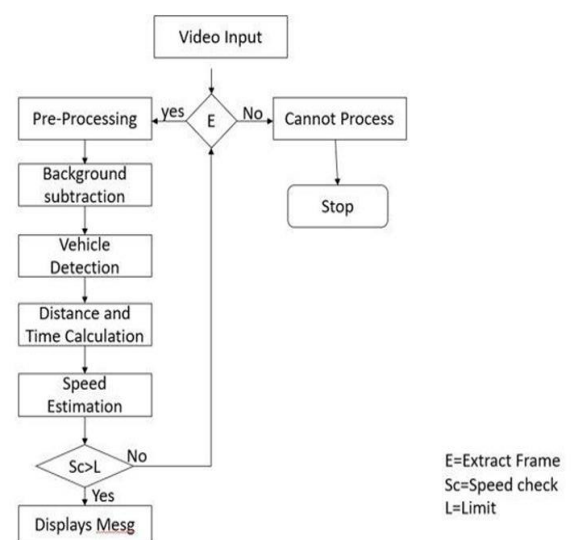 Video Input
E
yes
No
Pre-Processing
Cannot Process
Stop
Background
subtraction
Vehicle
Detection
Distance and
Time Calculation
Speed
Estimation
Sc>L
No
Yes
Displays Mesg
E=Extract Frame
Sc=Speed check
L=Limit